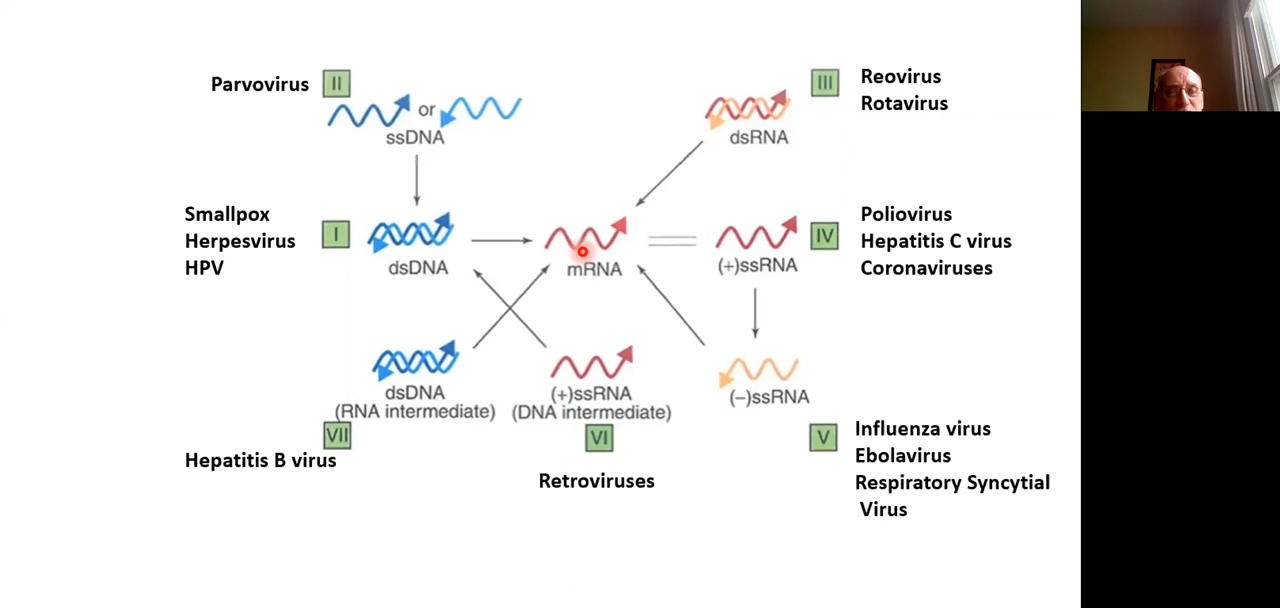 Parvovirus
II
or
ssDNA
III
Reovirus
Rotavirus
dsRNA
Smallpox
Herpesvirus
HPV
I
dsDNA
mRNA
(+)ssRNA
IV
Poliovirus
Hepatitis C virus
Coronaviruses
dsDNA
(RNA intermediate)
VII
Hepatitis B virus
(+)ssRNA
(DNA intermediate)
VI
Retroviruses
(−)ssRNA
V
Influenza virus
Ebolavirus
Respiratory Syncytial
Virus